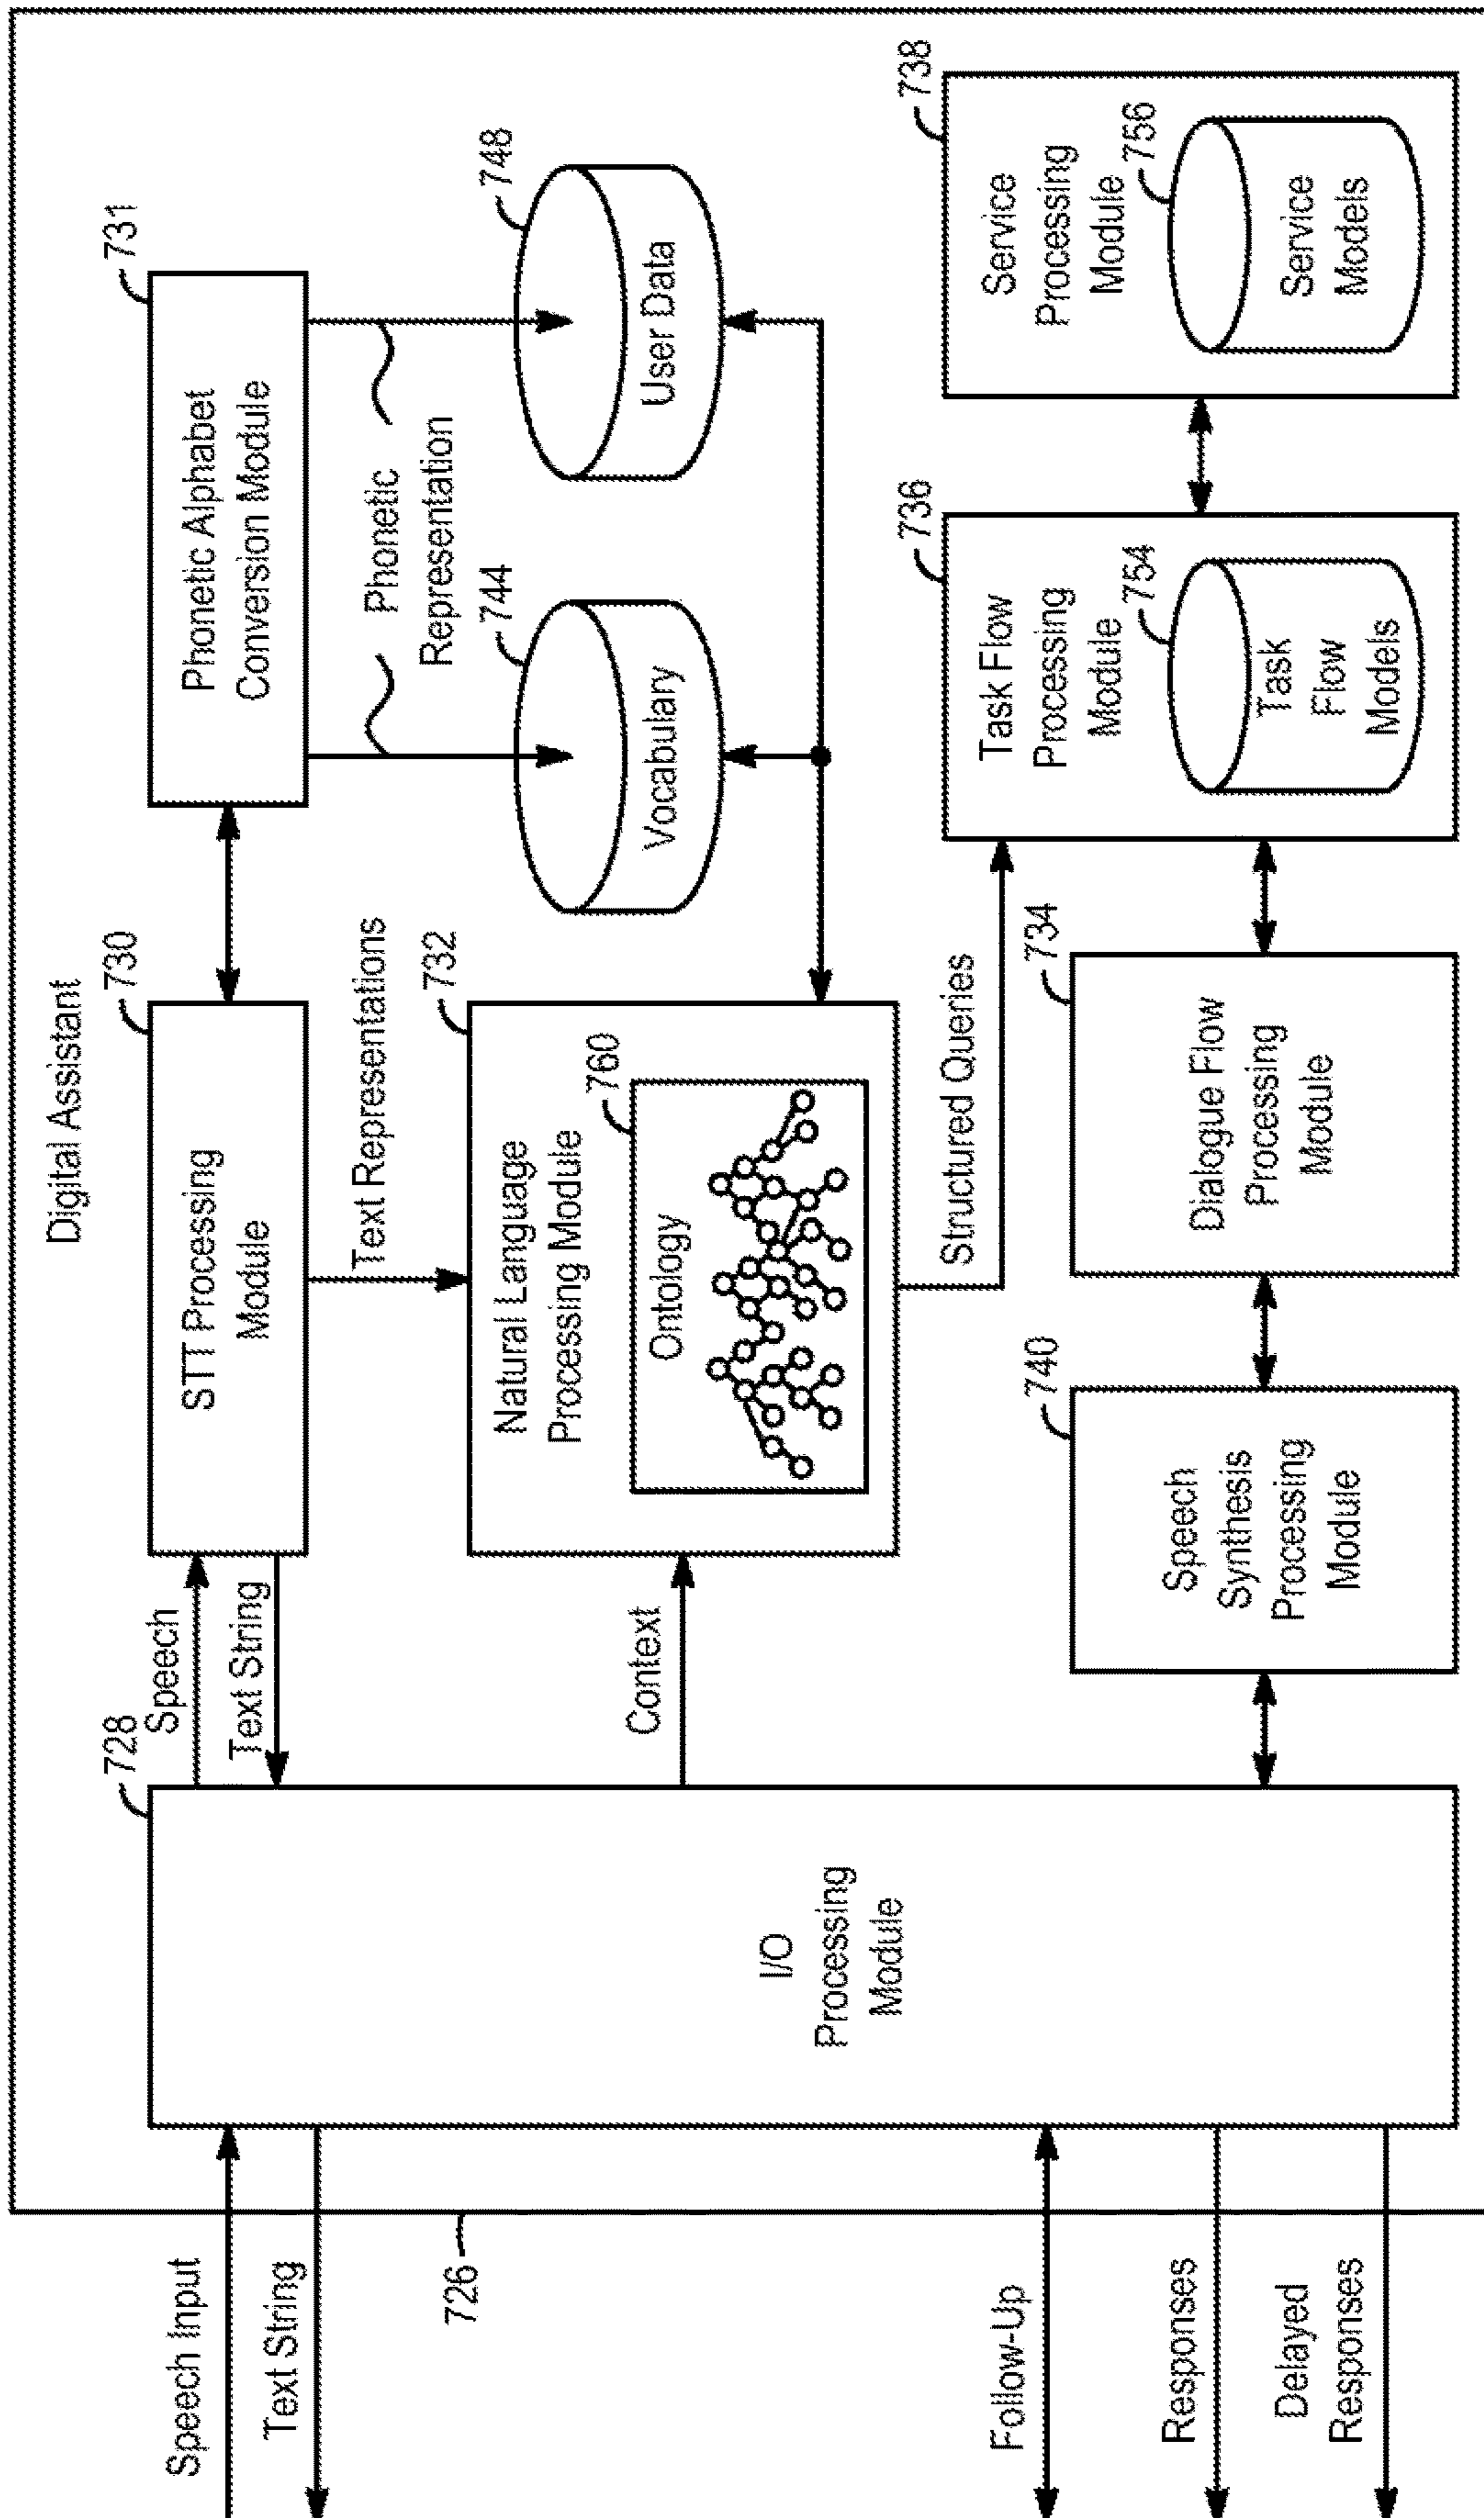 Digital Assistant
Speech Input
Text String
726
Follow-Up
Responses
Delayed
Responses
728
I/O
Processing
Module
Speech
Text String
Context
730
STT Processing
Module
Text Representations
731
Phonetic Alphabet
Conversion Module
Phonetic
Representation
744
Vocabulary
748
User Data
732
Natural Language
Processing Module
760
Ontology
Structured Queries
740
Speech
Synthesis
Processing
Module
734
Dialogue Flow
Processing
Module
736
Task Flow
Processing
Module
754
Task
Flow
Models
738
Service
Processing
Module
756
Service
Models